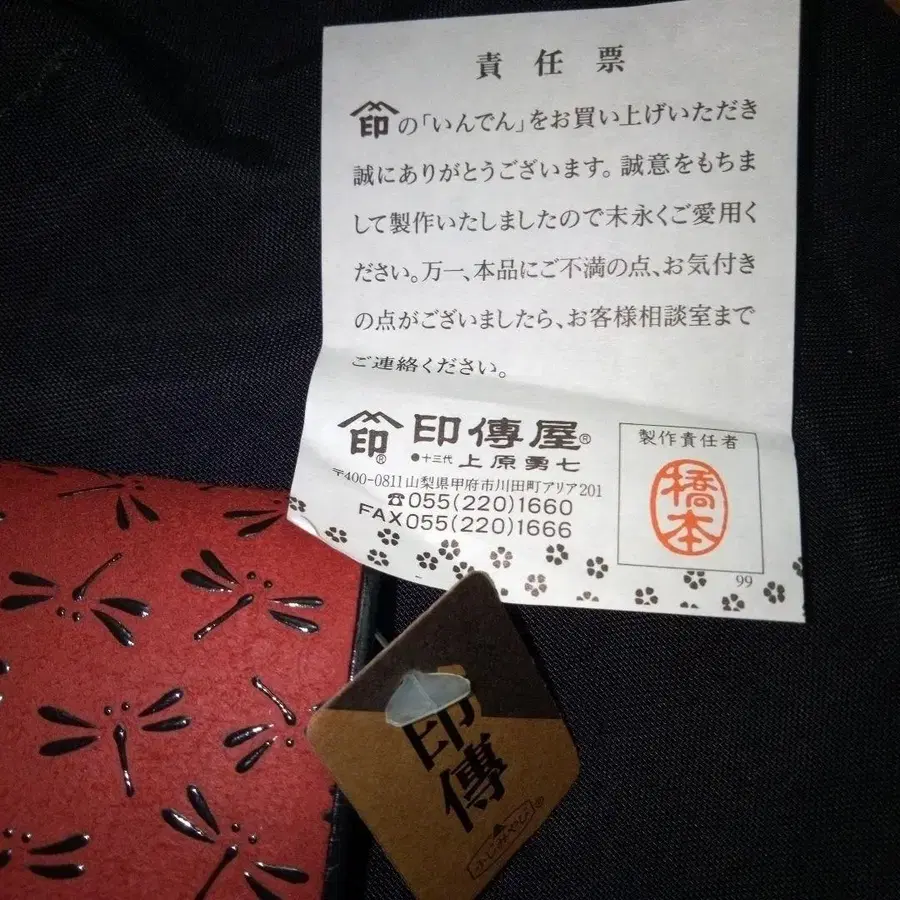 責任票
印の「いんでん」をお買い上げいただき
誠にありがとうございます。誠意をもちま
して製作いたしましたので末永くご愛用く
ださい。万一、本品にご不満の点、お気付き
の点がございましたら、お客様相談室まで
ご連絡ください。
印 印傳屋®
®
●十三代 上原勇七
〒400-0811山梨県甲府市川田町アリア201
☎055(220)1660
FAX055(220)1666
製作責任者
橋本
99
印傳